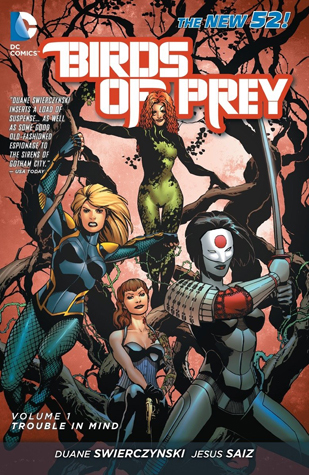 THE NEW 52!
DC COMICS™
BIRDS
OF PREY
"DUANE SWIERCZYNSKI
INSERTS A LOAD OF
SUSPENSE... AS WELL
AS SOME GOOD
OLD-FASHIONED
ESPIONAGE TO
THE SIRENS OF
GOTHAM CITY."
— USA TODAY
VOLUME 1
TROUBLE IN MIND
DUANE SWIERCZYNSKI JESUS SAIZ